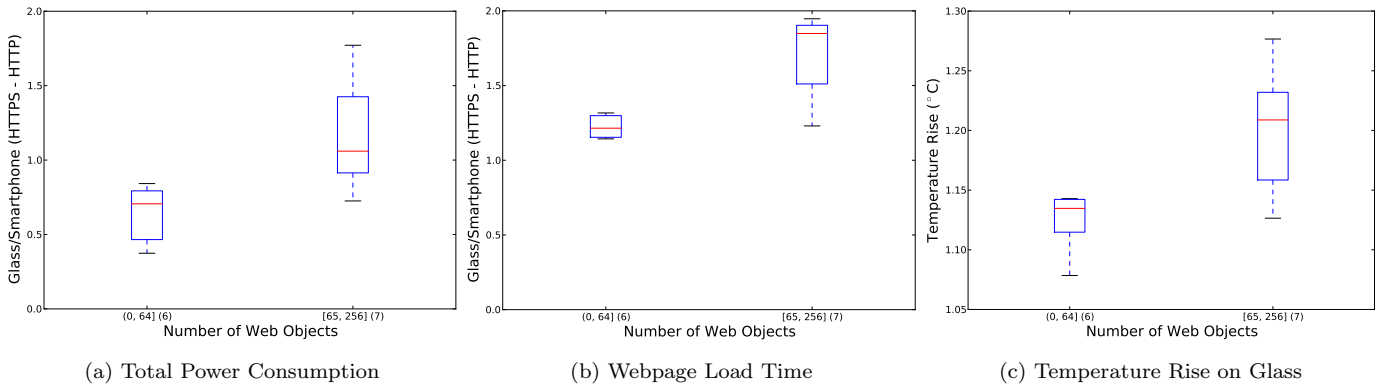 Glass/Smartphone (HTTPS - HTTP)
2.0
1.5
1.0
0.5
0.0
(0, 64] (6)
[65, 256] (7)
Number of Web Objects
(a) Total Power Consumption
Glass/Smartphone (HTTPS - HTTP)
2.0
1.5
1.0
0.5
0.0
(0, 64] (6)
[65, 256] (7)
Number of Web Objects
(b) Webpage Load Time
Temperature Rise (°C)
1.30
1.25
1.20
1.15
1.10
1.05
(0, 64] (6)
[65, 256] (7)
Number of Web Objects
(c) Temperature Rise on Glass